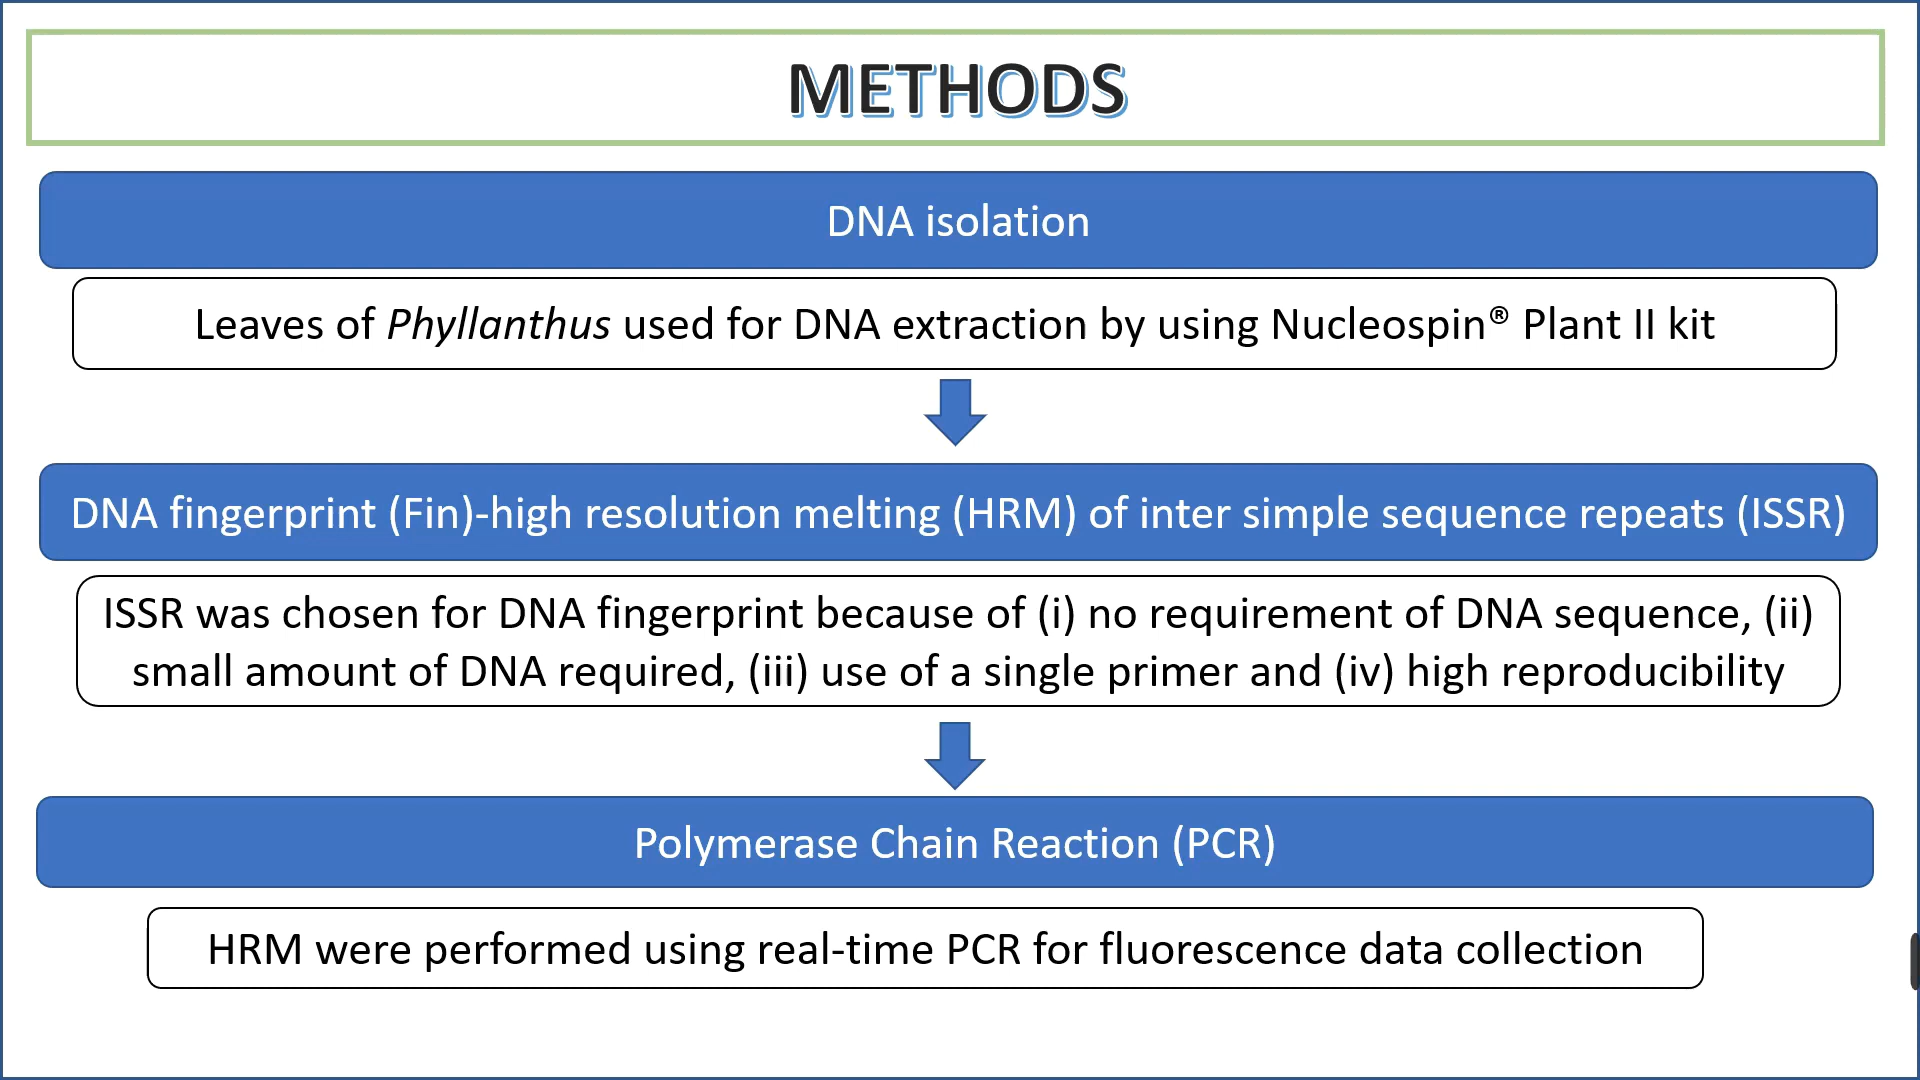 METHODS
DNA isolation
Leaves of Phyllanthus used for DNA extraction by using Nucleospin® Plant II kit
DNA fingerprint (Fin)-high resolution melting (HRM) of inter simple sequence repeats (ISSR)
ISSR was chosen for DNA fingerprint because of (i) no requirement of DNA sequence, (ii)
small amount of DNA required, (iii) use of a single primer and (iv) high reproducibility
Polymerase Chain Reaction (PCR)
HRM were performed using real-time PCR for fluorescence data collection